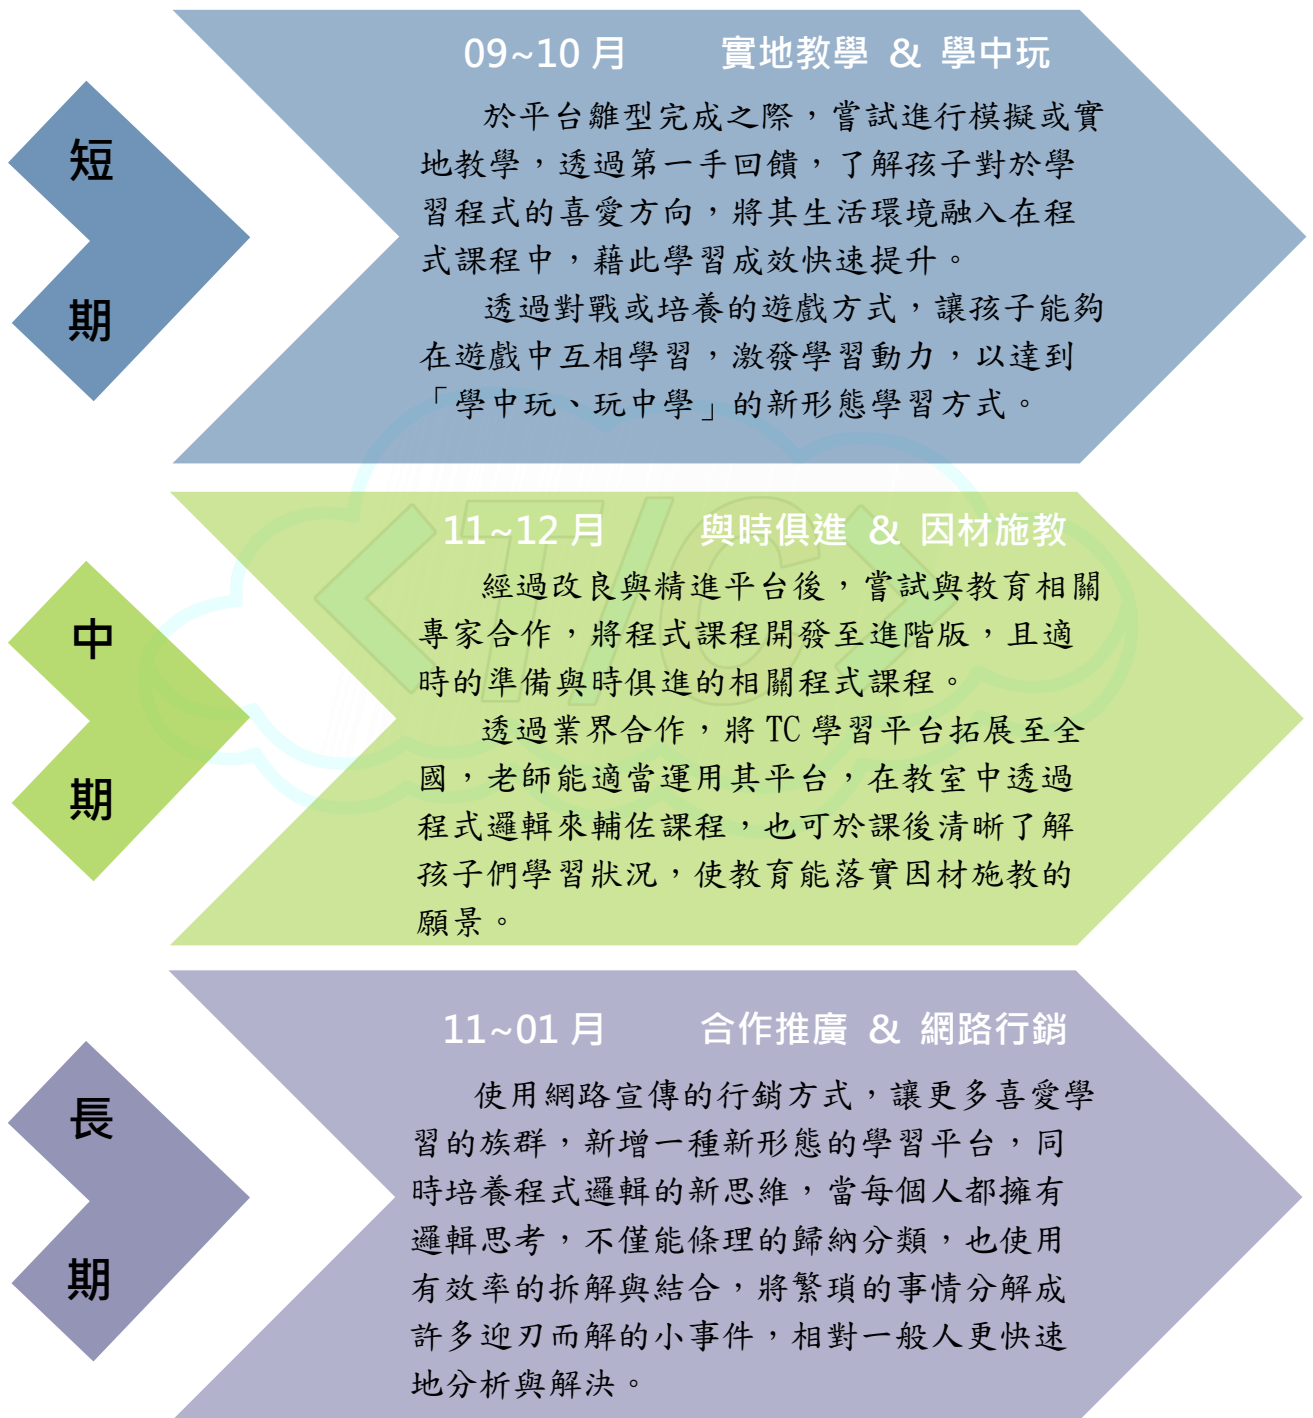 短
期
09~10 月 實地教學 & 學中玩
於平台雛型完成之際，嘗試進行模擬或實
地教學，透過第一手回饋，了解孩子對於學
習程式的喜愛方向，將其生活環境融入在程
式課程中，藉此學習成效快速提升。
透過對戰或培養的遊戲方式，讓孩子能夠
在遊戲中互相學習，激發學習動力，以達到
「學中玩、玩中學」的新形態學習方式。
中
期
11~12 月 與時俱進 & 因材施教
經過改良與精進平台後，嘗試與教育相關
專家合作，將程式課程開發至進階版，且適
時的準備與時俱進的相關程式課程。
透過業界合作，將 TC 學習平台拓展至全
國，老師能適當運用其平台，在教室中透過
程式邏輯來輔佐課程，也可於課後清晰了解
孩子們學習狀況，使教育能落實因材施教的
願景。
<T/C>
長
期
11~01 月 合作推廣 & 網路行銷
使用網路宣傳的行銷方式，讓更多喜愛學
習的族群，新增一種新形態的學習平台，同
時培養程式邏輯的新思維，當每個人都擁有
邏輯思考，不僅能條理的歸納分類，也使用
有效率的拆解與結合，將繁瑣的事情分解成
許多迎刃而解的小事件，相對一般人更快速
地分析與解決。